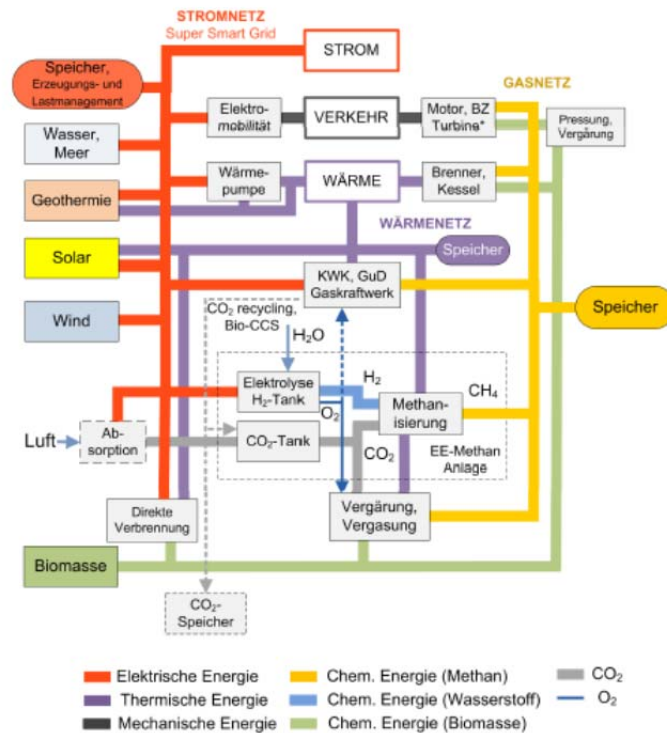 STROMNETZ
Super Smart Grid
STROM
Speicher,
Erzeugungs- und
Lastmanagement
GASNETZ
Elektro-
mobilität
VERKEHR
Motor, BZ
Turbine*
Pressung,
Vergärung
Wasser,
Meer
Wärme-
pumpe
WÄRME
Brenner,
Kessel
Geothermie
WÄRMENETZ
Speicher
Solar
KWK, GuD
Gaskraftwerk
Speicher
Wind
CO₂ recycling,
Bio-CCS
H₂O
Elektrolyse
H₂-Tank
H₂
O₂
Methan-
isierung
CH₄
Luft
Ab-
sorption
CO₂-Tank
CO₂
EE-Methan
Anlage
Direkte
Verbrennung
Vergärung,
Vergasung
Biomasse
CO₂-
Speicher
Elektrische Energie
Thermische Energie
Mechanische Energie
Chem. Energie (Methan)
Chem. Energie (Wasserstoff)
Chem. Energie (Biomasse)
CO₂
O₂